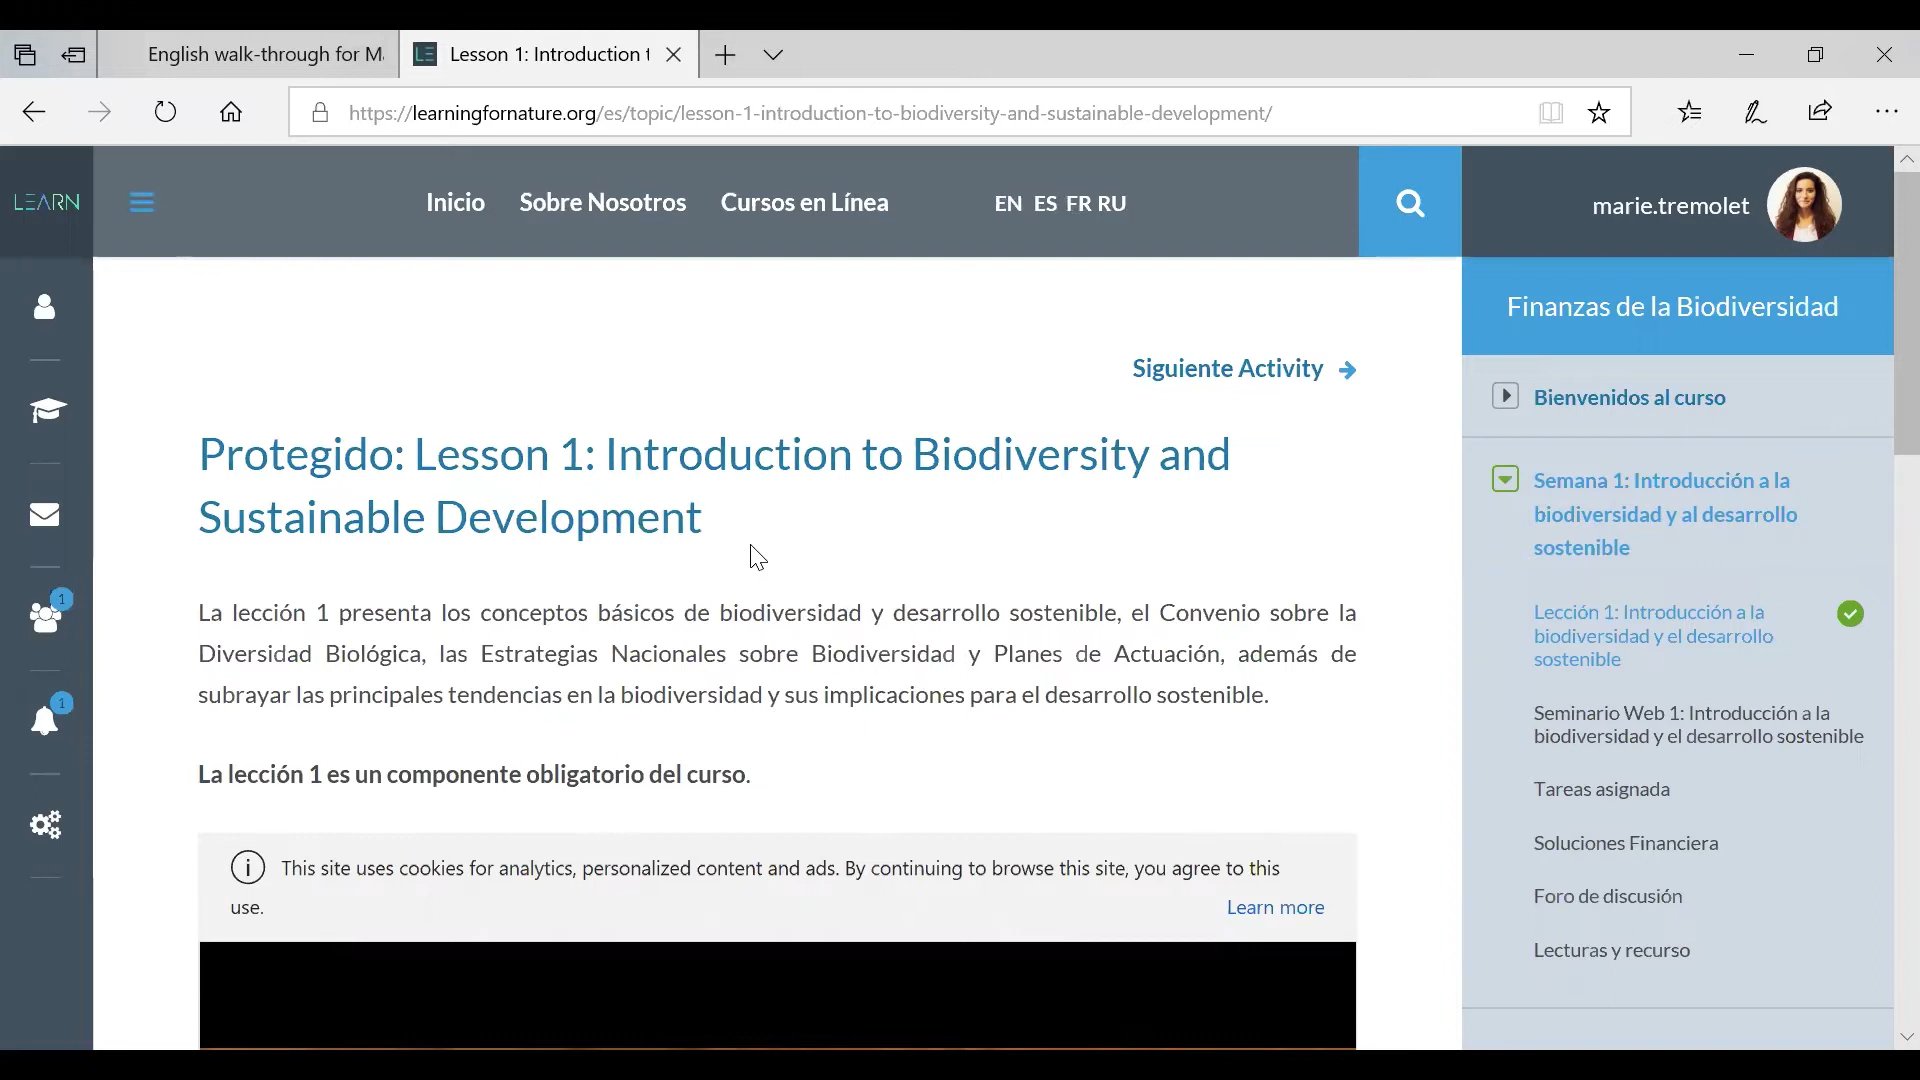 English walk-through for M
Lesson 1: Introduction t
https://learningfornature.org/es/topic/lesson-1-introduction-to-biodiversity-and-sustainable-development/
LEARN
Inicio
Sobre Nosotros
Cursos en Línea
EN ES FR RU
marie.tremolet
Siguiente Activity
Protegido: Lesson 1: Introduction to Biodiversity and
Sustainable Development
La lección 1 presenta los conceptos básicos de biodiversidad y desarrollo sostenible, el Convenio sobre la
Diversidad Biológica, las Estrategias Nacionales sobre Biodiversidad y Planes de Actuación, además de
subrayar las principales tendencias en la biodiversidad y sus implicaciones para el desarrollo sostenible.
La lección 1 es un componente obligatorio del curso.
This site uses cookies for analytics, personalized content and ads. By continuing to browse this site, you agree to this
use.
Learn more
1
1
Finanzas de la Biodiversidad
Bienvenidos al curso
Semana 1: Introducción a la
biodiversidad y al desarrollo
sostenible
Lección 1: Introducción a la
biodiversidad y el desarrollo
sostenible
Seminario Web 1: Introducción a la
biodiversidad y el desarrollo sostenible
Tareas asignada
Soluciones Financiera
Foro de discusión
Lecturas y recurso